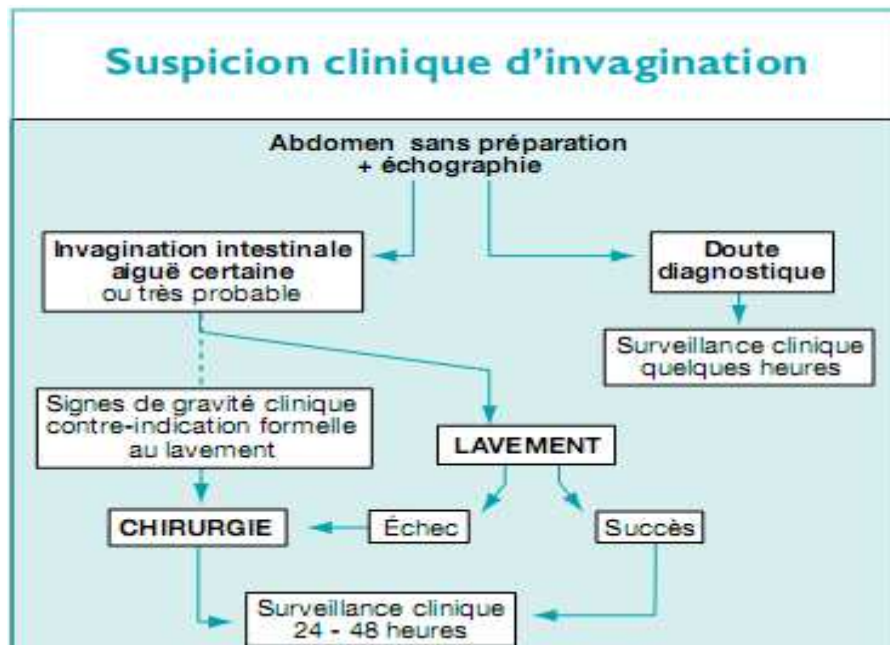 Suspicion clinique d'invagination
Abdomen sans préparation
+ échographie
Invagination intestinale
aiguë certaine
ou très probable
Doute
diagnostique
Surveillance clinique
quelques heures
Signes de gravité clinique
contre-indication formelle
au lavement
LAVEMENT
CHIRURGIE
Échec
Succès
Surveillance clinique
24 - 48 heures